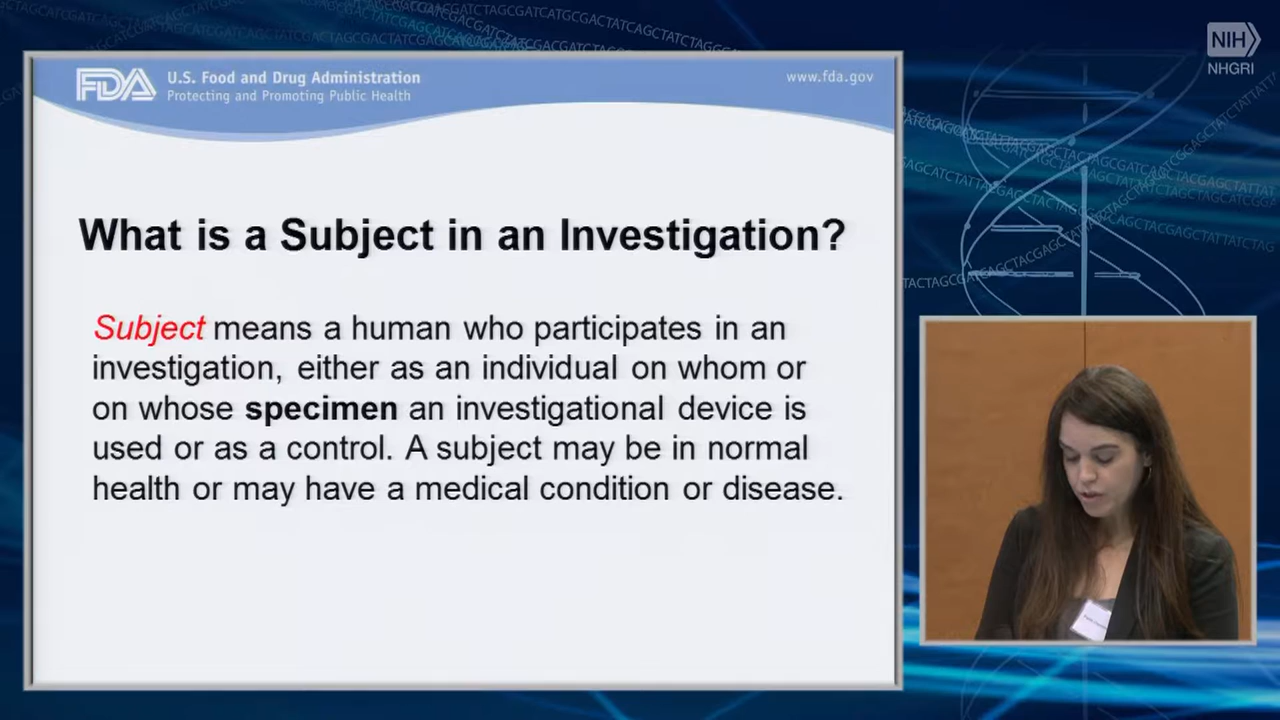 NIH
NHGRI
FDA
U.S. Food and Drug Administration
Protecting and Promoting Public Health
www.fda.gov
What is a Subject in an Investigation?
Subject means a human who participates in an
investigation, either as an individual on whom or
on whose specimen an investigational device is
used or as a control. A subject may be in normal
health or may have a medical condition or disease.